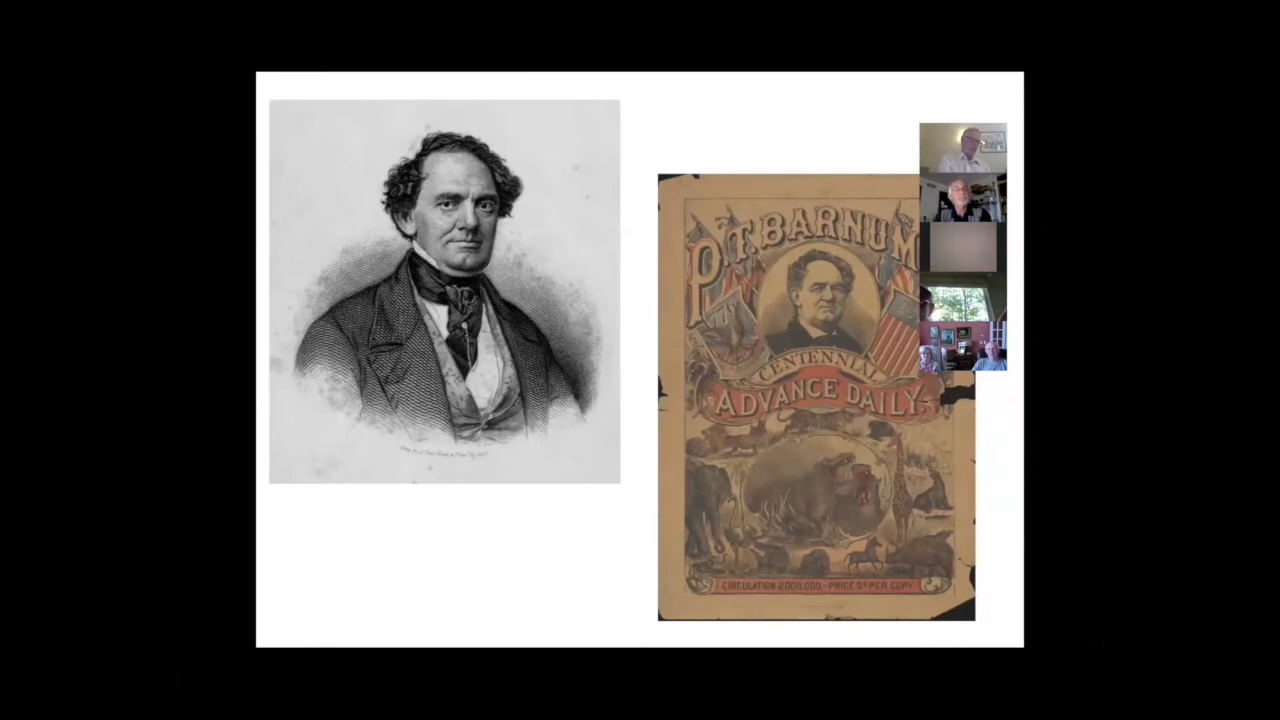 P.T. BARNUM
CENTENNIAL
ADVANCE DAILY
CIRCULATION 2,000,000 - PRICE 5¢ PER COPY